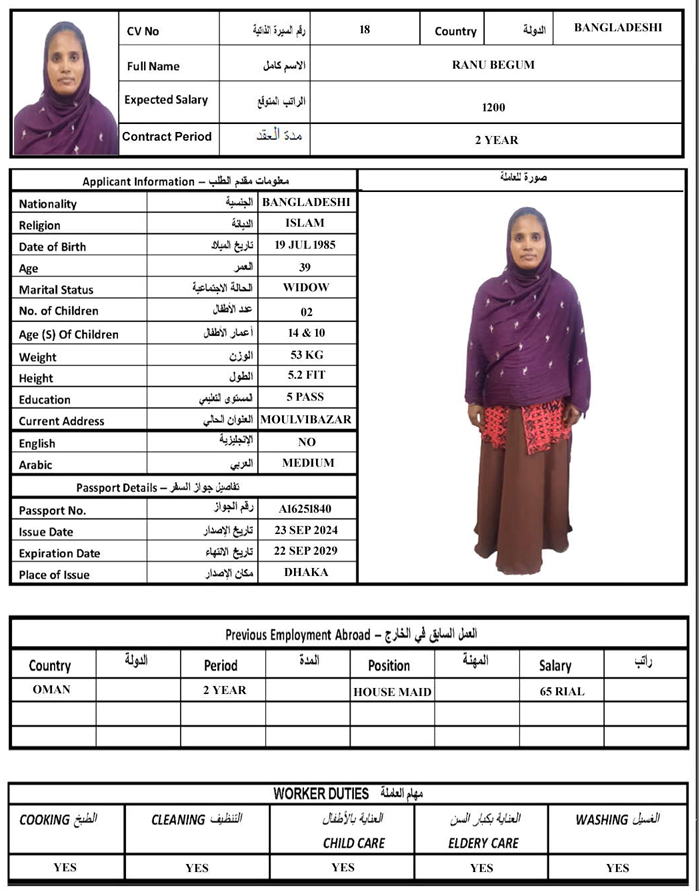 CV No رقم السيرة الذاتية 18 Country الدولة BANGLADESHI
Full Name الاسم كامل RANU BEGUM
Expected Salary الراتب المتوقع 1200
Contract Period مدة العقد 2 YEAR
Applicant Information – معلومات مقدم الطلب
صورة للعاملة
Nationality الجنسية BANGLADESHI
Religion الديانة ISLAM
Date of Birth تاريخ الميلاد 19 JUL 1985
Age العمر 39
Marital Status الحالة الاجتماعية WIDOW
No. of Children عدد الأطفال 02
Age (S) Of Children أعمار الأطفال 14 & 10
Weight الوزن 53 KG
Height الطول 5.2 FIT
Education المستوى التعليمي 5 PASS
Current Address العنوان الحالي MOULVIBAZAR
English الإنجليزية NO
Arabic العربي MEDIUM
Passport Details – تفاصيل جواز السفر
Passport No. رقم الجواز A16251840
Issue Date تاريخ الإصدار 23 SEP 2024
Expiration Date تاريخ الانتهاء 22 SEP 2029
Place of Issue مكان الإصدار DHAKA
Previous Employment Abroad – العمل السابق في الخارج
Country الدولة Period المدة Position المهنة Salary راتب
OMAN 2 YEAR HOUSE MAID 65 RIAL
WORKER DUTIES مهام العاملة
COOKING الطبخ CLEANING التنظيف العناية بالأطفال CHILD CARE العناية بكبار السن ELDERY CARE WASHING الغسيل
YES YES YES YES YES